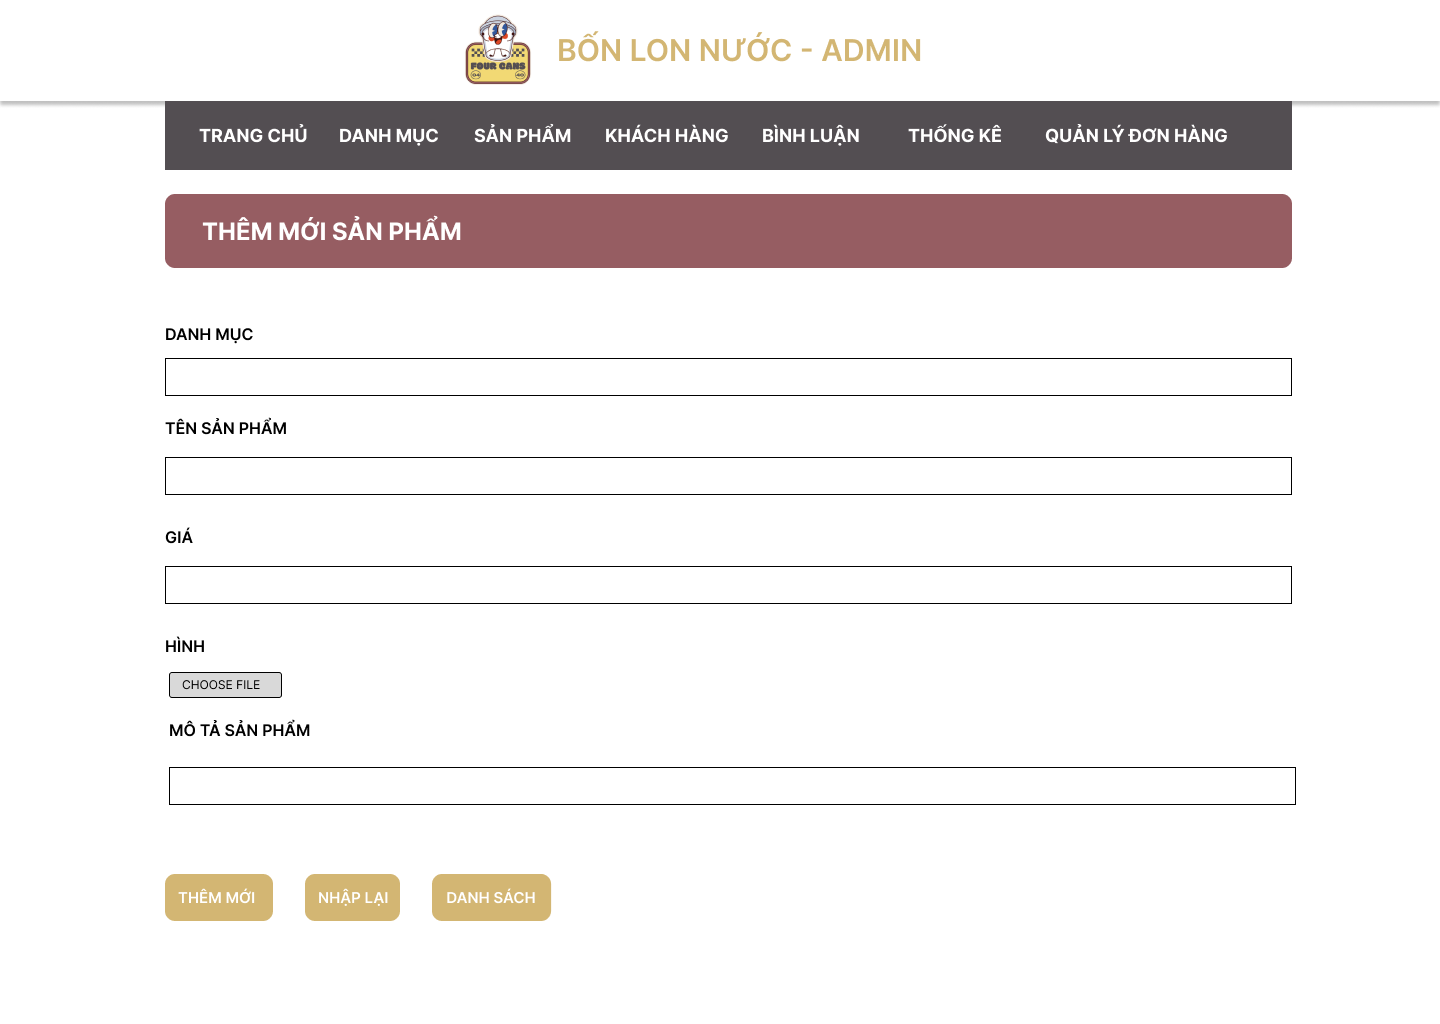 FOUR CANS
BỐN LON NƯỚC - ADMIN
TRANG CHỦ DANH MỤC SẢN PHẨM KHÁCH HÀNG BÌNH LUẬN THỐNG KÊ QUẢN LÝ ĐƠN HÀNG
THÊM MỚI SẢN PHẨM
DANH MỤC
TÊN SẢN PHẨM
GIÁ
HÌNH
CHOOSE FILE
MÔ TẢ SẢN PHẨM
THÊM MỚI NHẬP LẠI DANH SÁCH